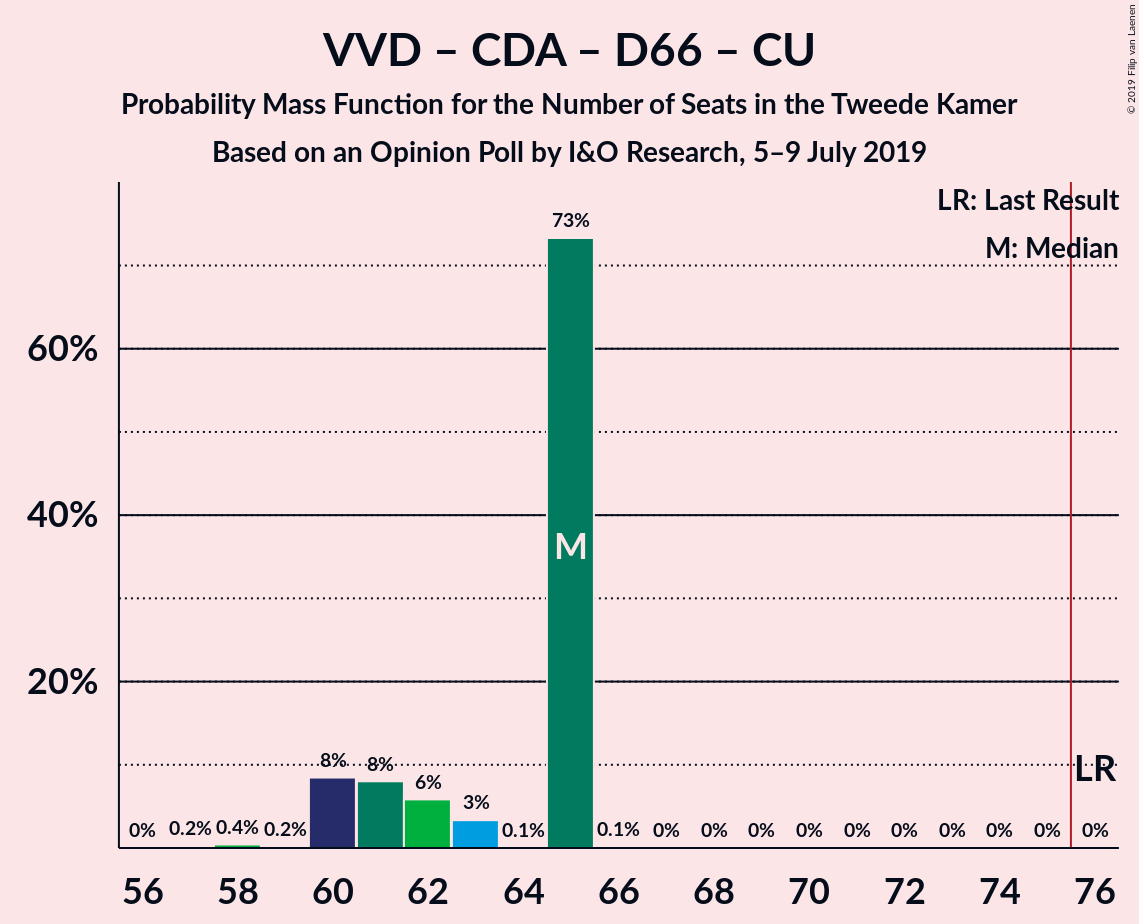 VVD – CDA – D66 – CU
Probability Mass Function for the Number of Seats in the Tweede Kamer
Based on an Opinion Poll by I&O Research, 5–9 July 2019
© 2019 Filip van Laenen
LR: Last Result
M: Median
73%
60%
40%
M
20%
LR
0% 0.2% 0.4% 0.2% 8% 8% 6% 3% 0.1% 0.1% 0% 0% 0% 0% 0% 0% 0% 0% 0% 0%
56 58 60 62 64 66 68 70 72 74 76